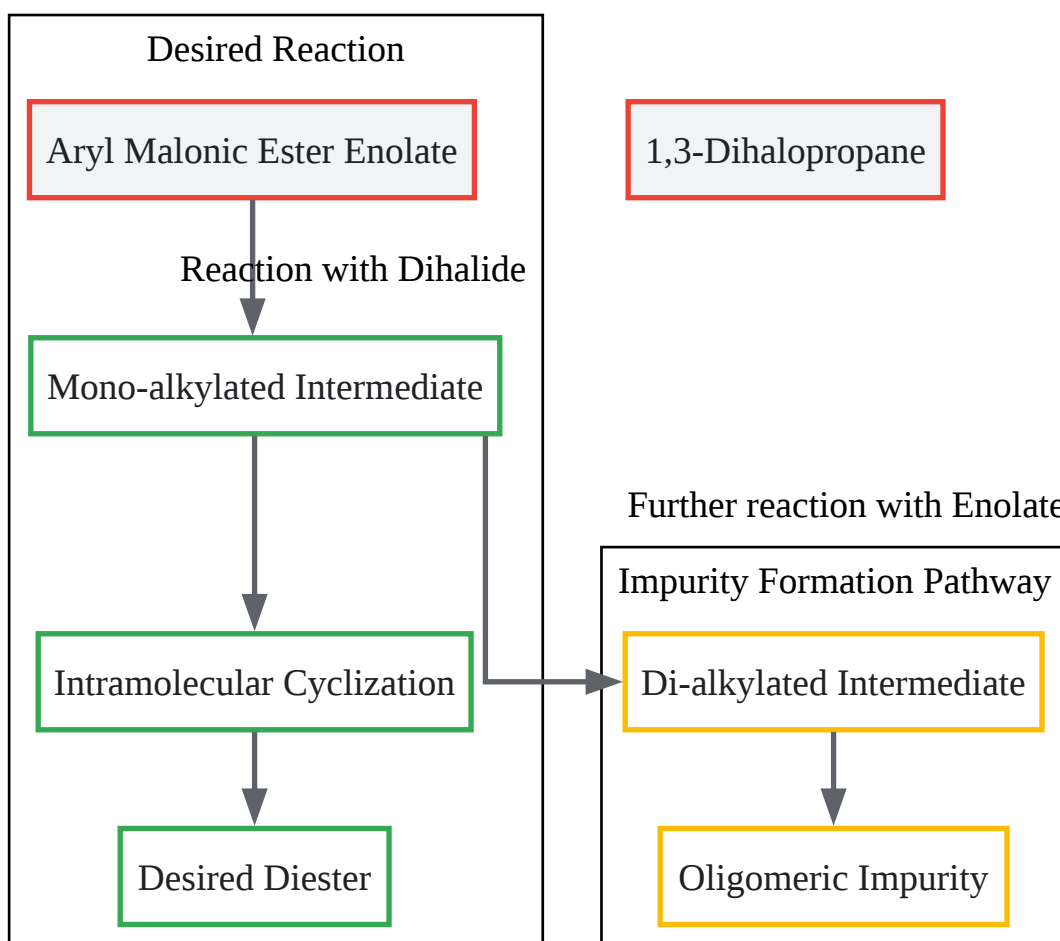 Desired Reaction
Aryl Malonic Ester Enolate
1,3-Dihalopropane
Reaction with Dihalide
Mono-alkylated Intermediate
Further reaction with Enolate
Impurity Formation Pathway
Intramolecular Cyclization
Di-alkylated Intermediate
Desired Diester
Oligomeric Impurity